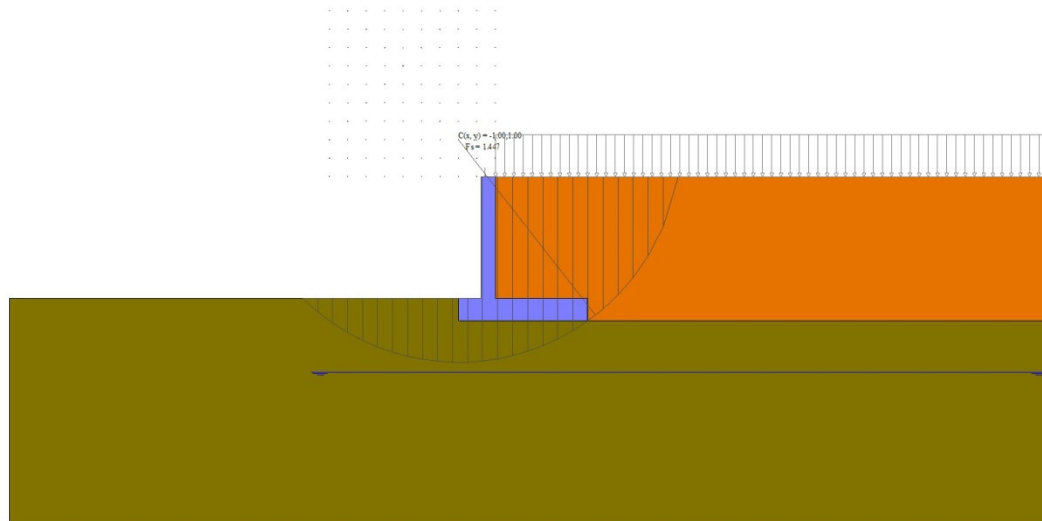 C(x, y) = -1.00,1.00
Fs = 1.447